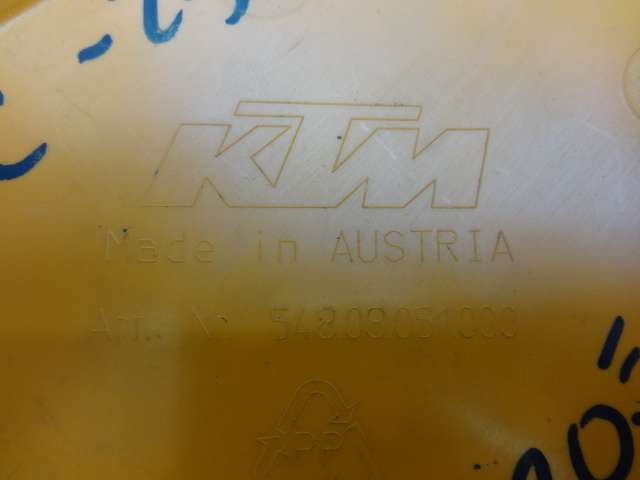 KTM
Made in AUSTRIA
Art. Nr. 548.08.051.000
PP